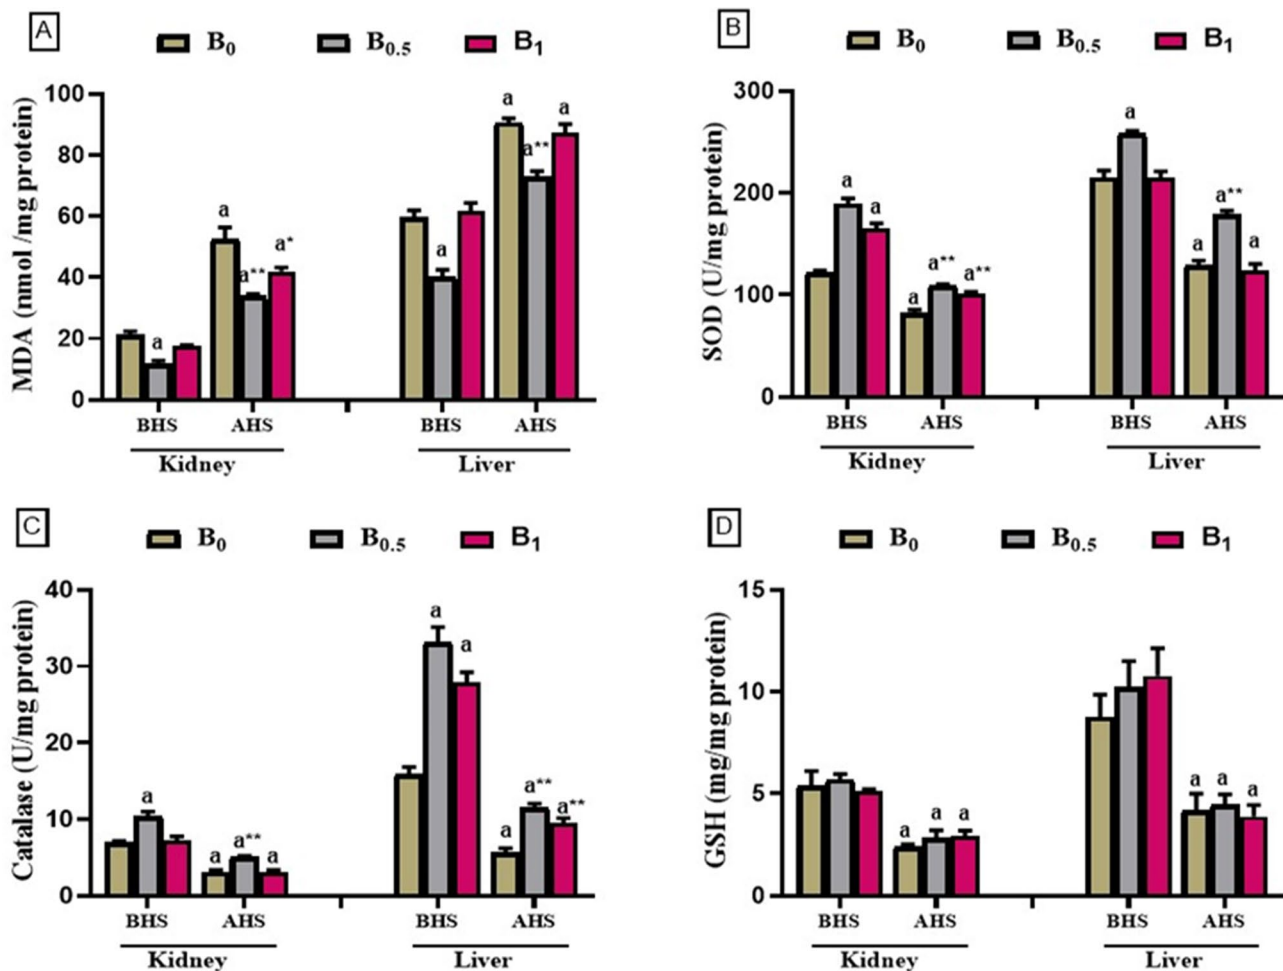 A
B₀ B₀.₅ B₁
MDA (nmol /mg protein)
100
80
60
40
20
0
a
a
a**
a*
a
a
a**
a
BHS AHS BHS AHS
Kidney Liver
B
B₀ B₀.₅ B₁
SOD (U/mg protein)
300
200
100
0
a
a
a
a**
a**
a
a
a**
a
BHS AHS BHS AHS
Kidney Liver
C
B₀ B₀.₅ B₁
Catalase (U/mg protein)
40
30
20
10
0
a
a
a**
a
a
a
a
a**
a**
BHS AHS BHS AHS
Kidney Liver
D
B₀ B₀.₅ B₁
GSH (mg/mg protein)
15
10
5
0
a
a
a
a
a
a
BHS AHS BHS AHS
Kidney Liver